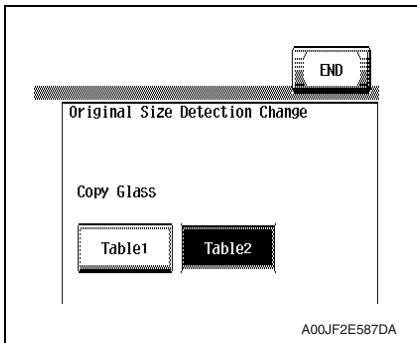 END
Original Size Detection Change
Copy Glass
Table1 Table2
A00JF2E587DA